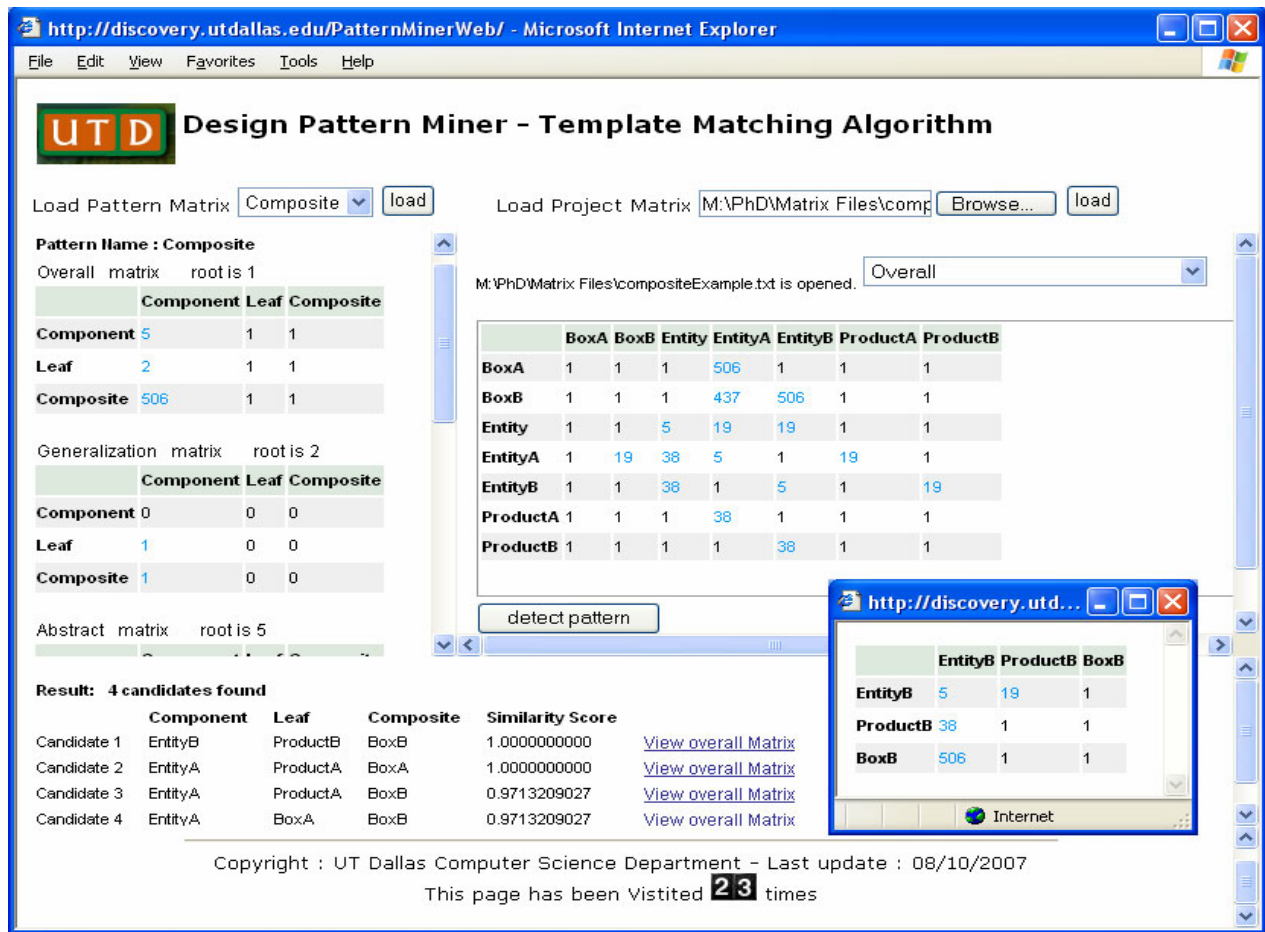 http://discovery.utdallas.edu/PatternMinerWeb/ - Microsoft Internet Explorer
File Edit View Favorites Tools Help
UTD Design Pattern Miner - Template Matching Algorithm
Load Pattern Matrix Composite load
Load Project Matrix M:\PhD\Matrix Files\comp Browse... load
Pattern Name : Composite
Overall matrix root is 1
Component Leaf Composite
Component 5 1 1
Leaf 2 1 1
Composite 506 1 1
Generalization matrix root is 2
Component Leaf Composite
Component 0 0 0
Leaf 1 0 0
Composite 1 0 0
Abstract matrix root is 5
M:\PhD\Matrix Files\compositeExample.txt is opened. Overall
BoxA BoxB Entity EntityA EntityB ProductA ProductB
BoxA 1 1 1 506 1 1 1
BoxB 1 1 1 437 506 1 1
Entity 1 1 5 19 19 1 1
EntityA 1 19 38 5 1 19 1
EntityB 1 1 38 1 5 1 19
ProductA 1 1 1 38 1 1 1
ProductB 1 1 1 1 38 1 1
detect pattern
http://discovery.utd...
EntityB ProductB BoxB
EntityB 5 19 1
ProductB 38 1 1
BoxB 506 1 1
Internet
Result: 4 candidates found
Component Leaf Composite Similarity Score
Candidate 1 EntityB ProductB BoxB 1.0000000000 View overall Matrix
Candidate 2 EntityA ProductA BoxA 1.0000000000 View overall Matrix
Candidate 3 EntityA ProductA BoxB 0.9713209027 View overall Matrix
Candidate 4 EntityA BoxA BoxB 0.9713209027 View overall Matrix
Copyright : UT Dallas Computer Science Department - Last update : 08/10/2007
This page has been Vistited 23 times